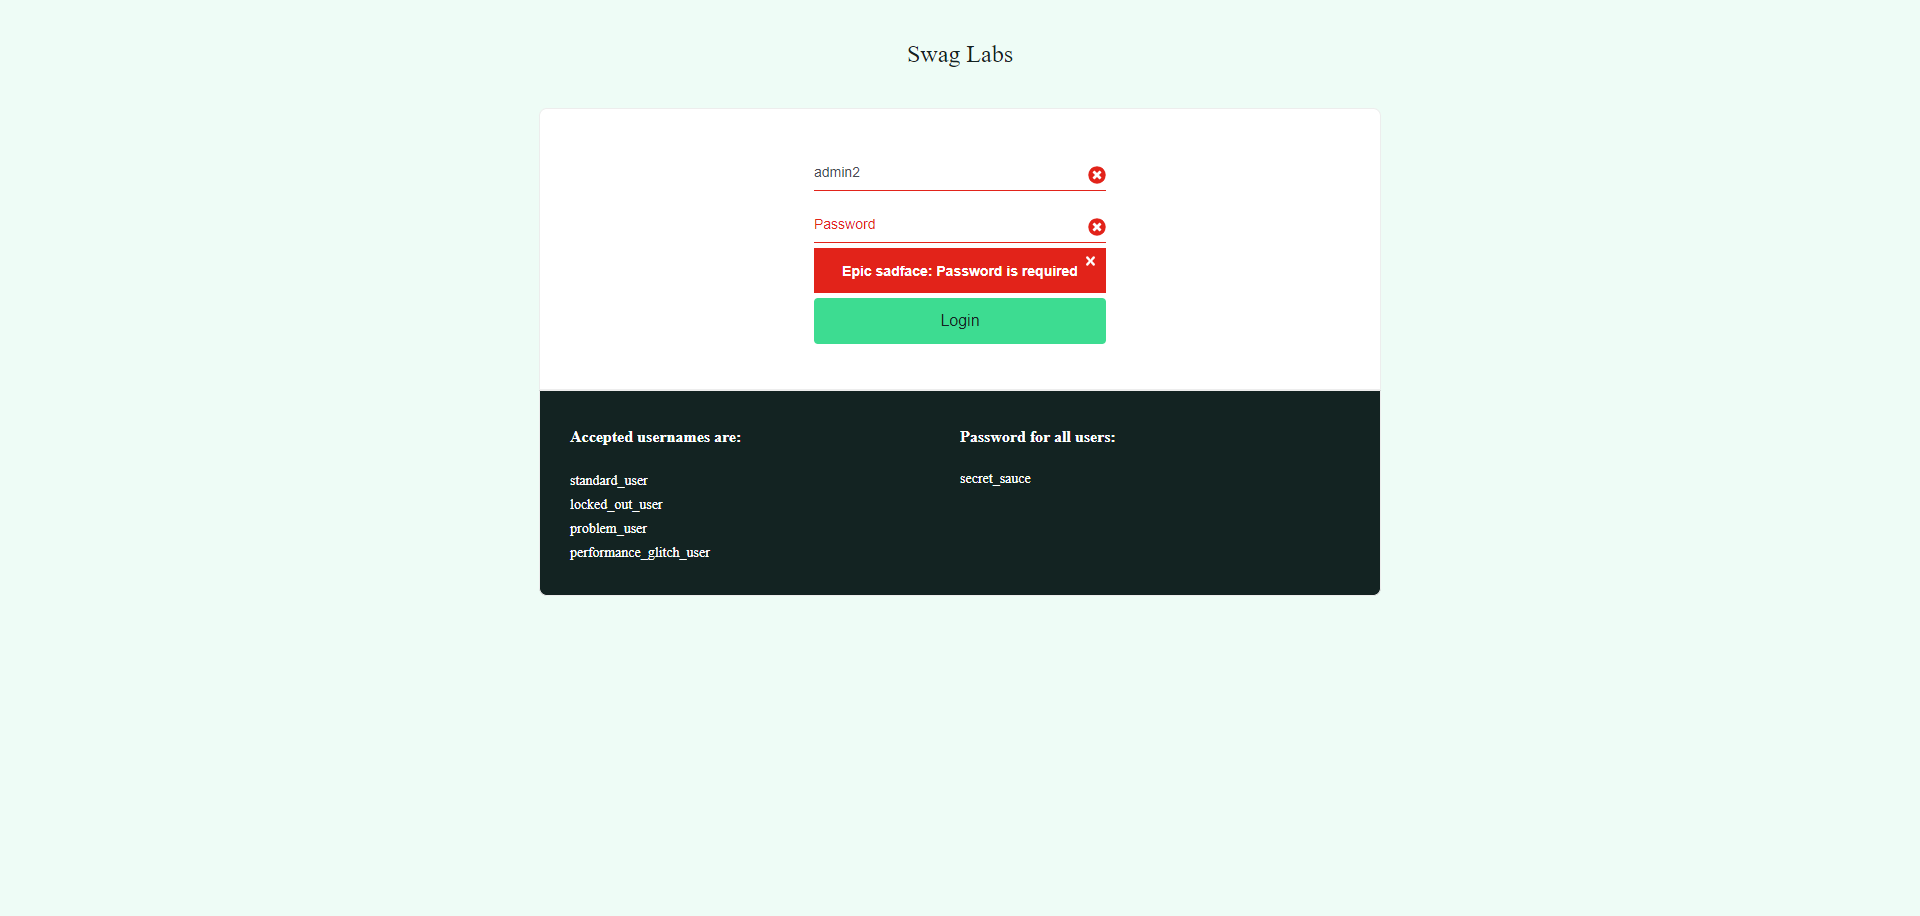 Swag Labs
admin2
Password
Epic sadface: Password is required
Login
Accepted usernames are:
standard_user
locked_out_user
problem_user
performance_glitch_user
Password for all users:
secret_sauce